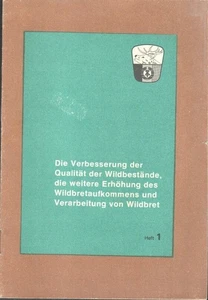 Die Verbesserung der
Qualität der Wildbestände,
die weitere Erhöhung des
Wildbretaufkommens und
Verarbeitung von Wildbret
Heft 1